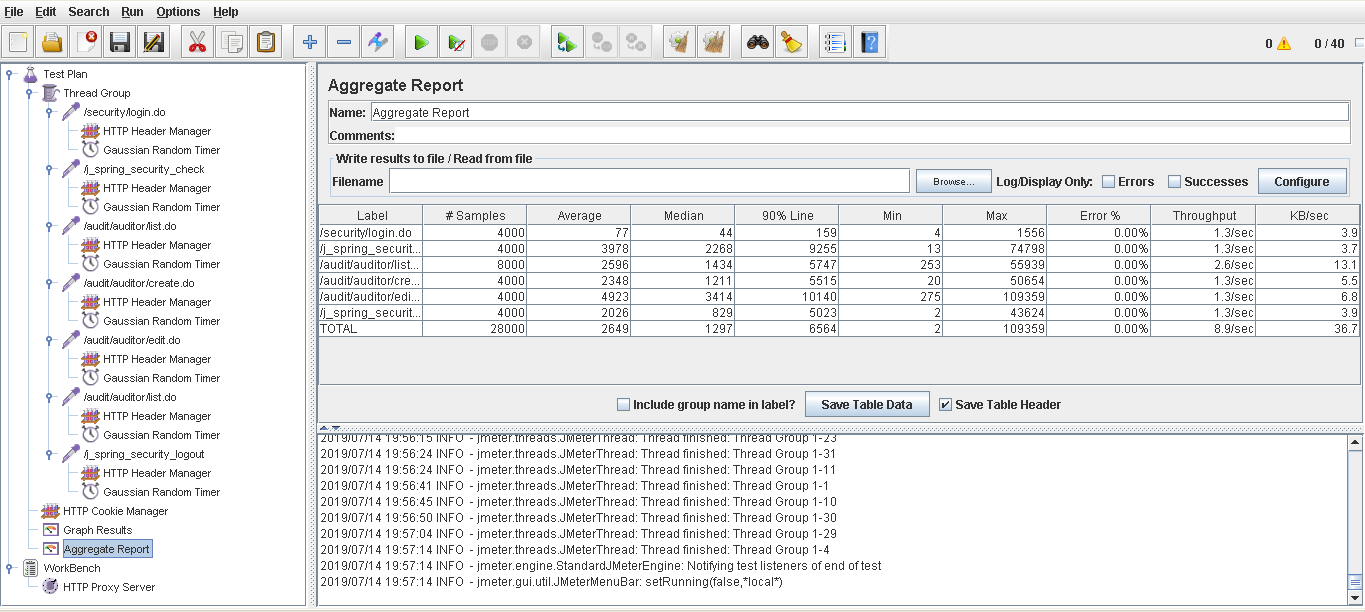 File Edit Search Run Options Help
0 0 / 40
Test Plan
Thread Group
/security/login.do
HTTP Header Manager
Gaussian Random Timer
/j_spring_security_check
HTTP Header Manager
Gaussian Random Timer
/audit/auditor/list.do
HTTP Header Manager
Gaussian Random Timer
/audit/auditor/create.do
HTTP Header Manager
Gaussian Random Timer
/audit/auditor/edit.do
HTTP Header Manager
Gaussian Random Timer
/audit/auditor/list.do
HTTP Header Manager
Gaussian Random Timer
/j_spring_security_logout
HTTP Header Manager
Gaussian Random Timer
HTTP Cookie Manager
Graph Results
Aggregate Report
WorkBench
HTTP Proxy Server
Aggregate Report
Name: Aggregate Report
Comments:
Write results to file / Read from file
Filename Browse... Log/Display Only: Errors Successes Configure
Label # Samples Average Median 90% Line Min Max Error % Throughput KB/sec
/security/login.do 4000 77 44 159 4 1556 0.00% 1.3/sec 3.9
/j_spring_securit... 4000 3978 2268 9255 13 74798 0.00% 1.3/sec 3.7
/audit/auditor/list... 8000 2596 1434 5747 253 55939 0.00% 2.6/sec 13.1
/audit/auditor/cre... 4000 2348 1211 5515 20 50654 0.00% 1.3/sec 5.5
/audit/auditor/edi... 4000 4923 3414 10140 275 109359 0.00% 1.3/sec 6.8
/j_spring_securit... 4000 2026 829 5023 2 43624 0.00% 1.3/sec 3.9
TOTAL 28000 2649 1297 6564 2 109359 0.00% 8.9/sec 36.7
Include group name in label? Save Table Data Save Table Header
2019/07/14 19:56:15 INFO - jmeter.threads.JMeterThread: Thread finished: Thread Group 1-23
2019/07/14 19:56:24 INFO - jmeter.threads.JMeterThread: Thread finished: Thread Group 1-31
2019/07/14 19:56:24 INFO - jmeter.threads.JMeterThread: Thread finished: Thread Group 1-11
2019/07/14 19:56:41 INFO - jmeter.threads.JMeterThread: Thread finished: Thread Group 1-1
2019/07/14 19:56:45 INFO - jmeter.threads.JMeterThread: Thread finished: Thread Group 1-10
2019/07/14 19:56:50 INFO - jmeter.threads.JMeterThread: Thread finished: Thread Group 1-30
2019/07/14 19:57:04 INFO - jmeter.threads.JMeterThread: Thread finished: Thread Group 1-29
2019/07/14 19:57:14 INFO - jmeter.threads.JMeterThread: Thread finished: Thread Group 1-4
2019/07/14 19:57:14 INFO - jmeter.engine.StandardJMeterEngine: Notifying test listeners of end of test
2019/07/14 19:57:14 INFO - jmeter.gui.util.JMeterMenuBar: setRunning(false,*local*)